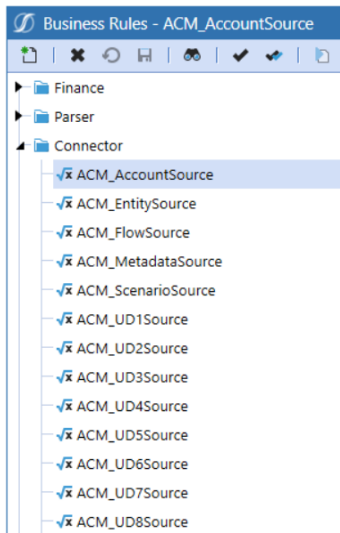 Business Rules - ACM_AccountSource
Finance
Parser
Connector
ACM_AccountSource
ACM_EntitySource
ACM_FlowSource
ACM_MetadataSource
ACM_ScenarioSource
ACM_UD1Source
ACM_UD2Source
ACM_UD3Source
ACM_UD4Source
ACM_UD5Source
ACM_UD6Source
ACM_UD7Source
ACM_UD8Source